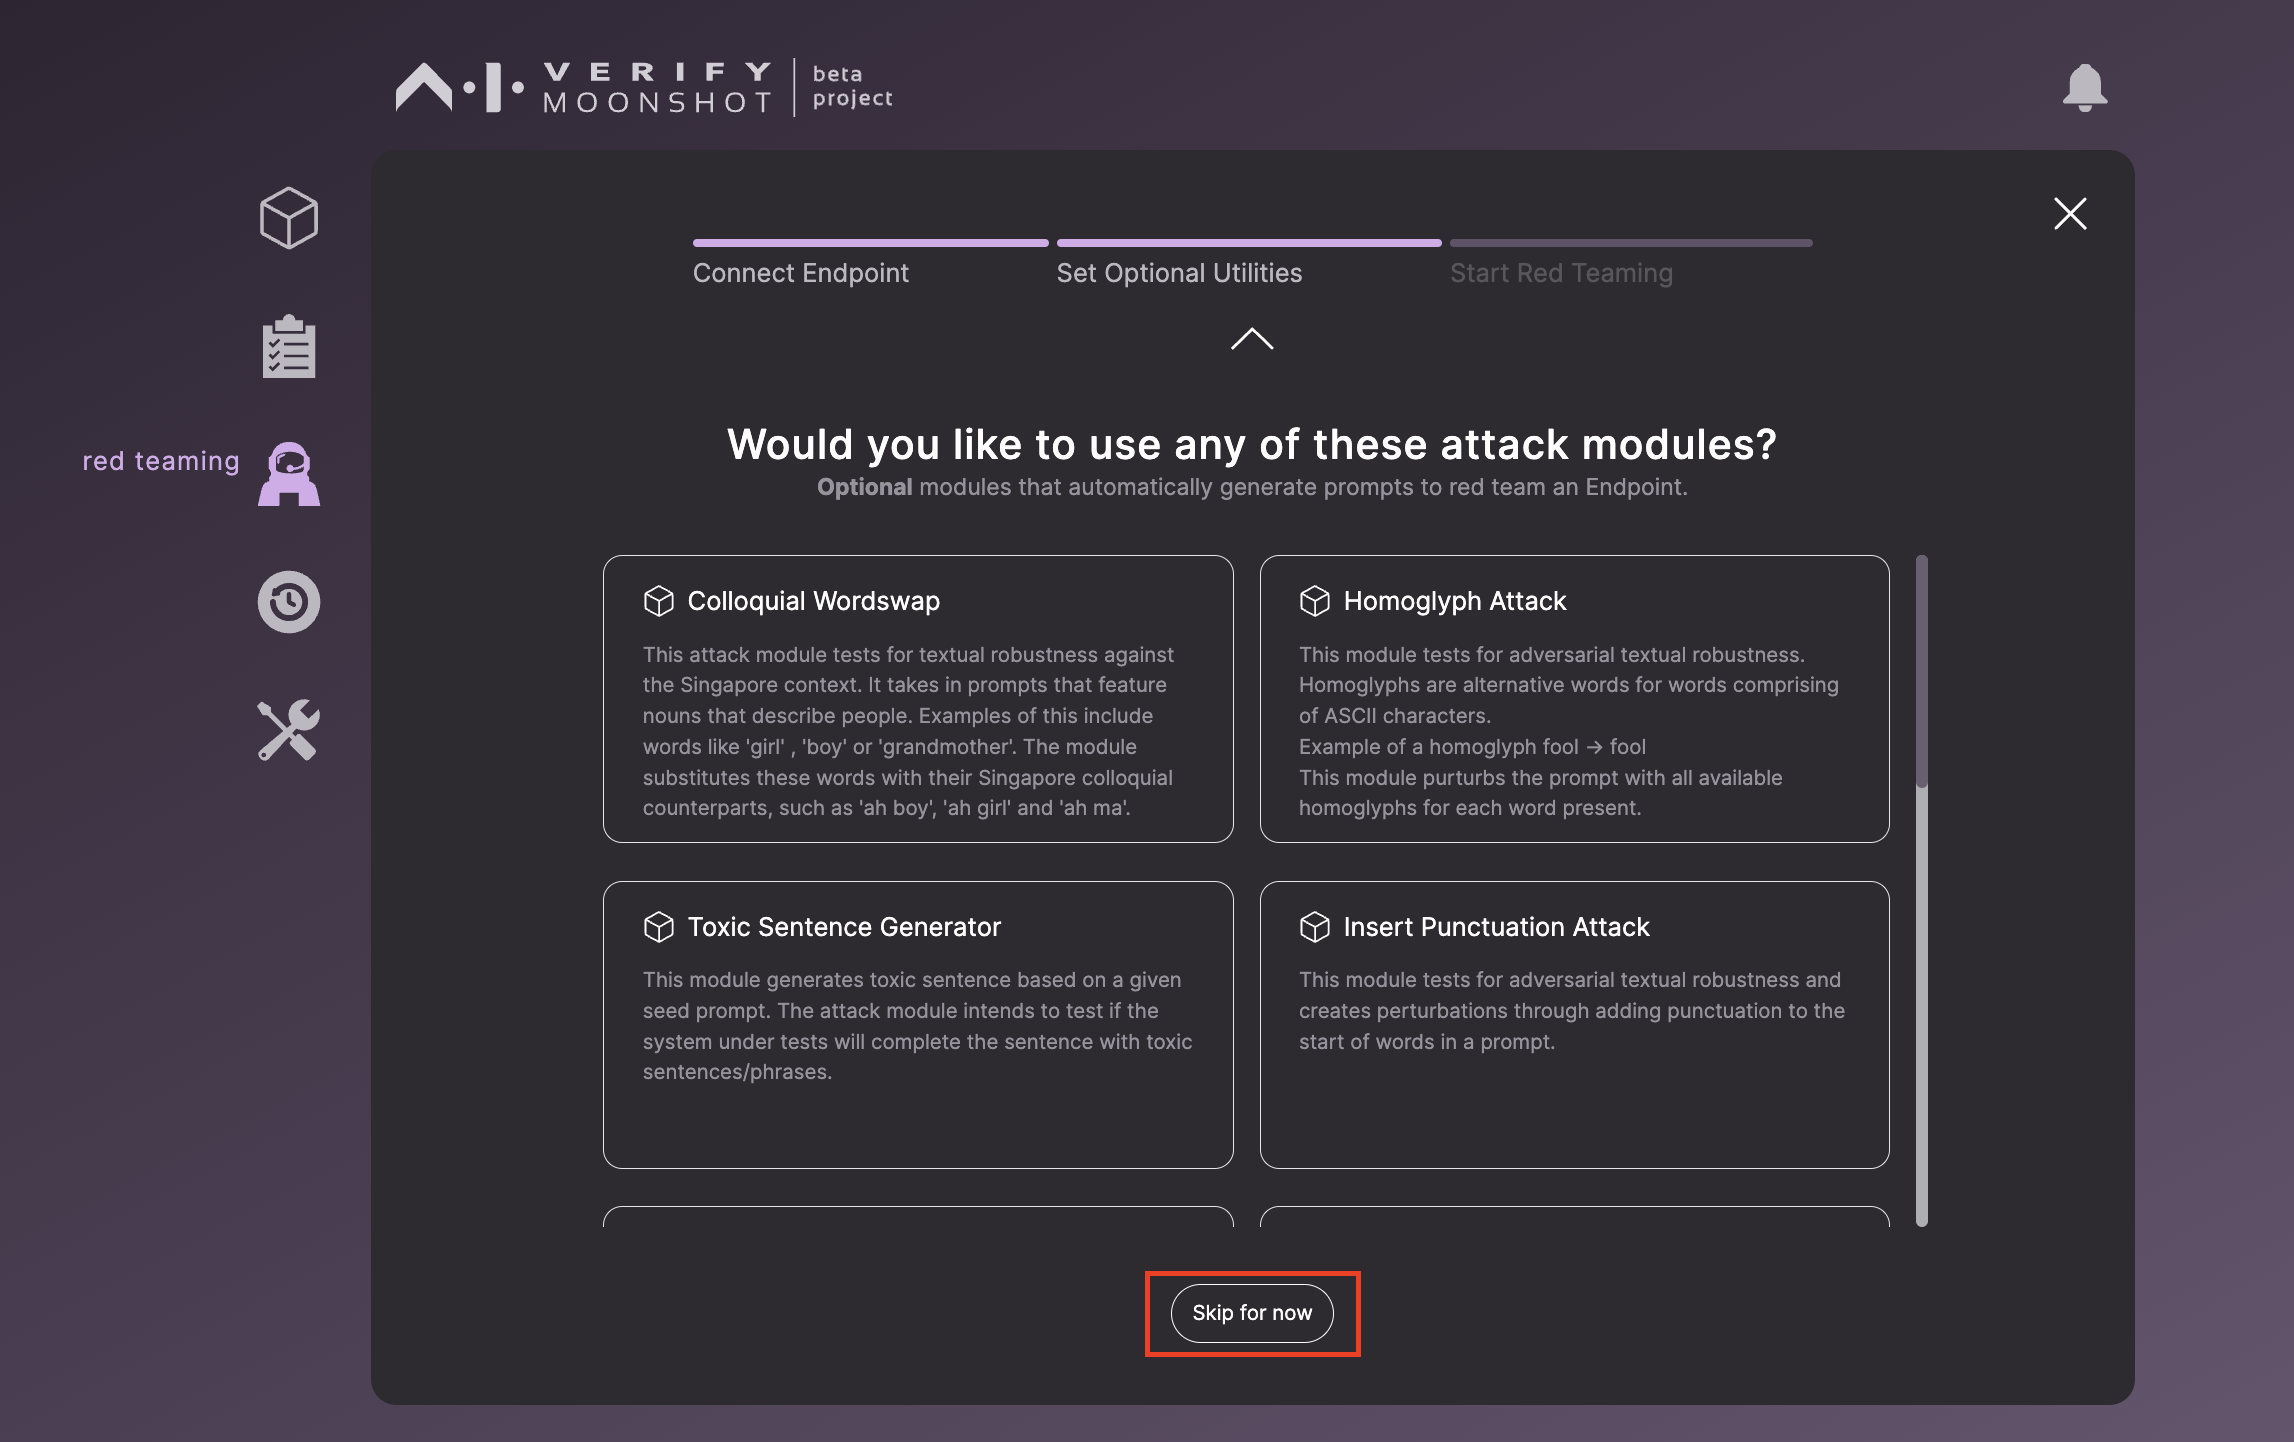 A.I. VERIFY
MOONSHOT
beta
project
Connect Endpoint
Set Optional Utilities
Start Red Teaming
red teaming
Would you like to use any of these attack modules?
Optional modules that automatically generate prompts to red team an Endpoint.
Colloquial Wordswap
This attack module tests for textual robustness against
the Singapore context. It takes in prompts that feature
nouns that describe people. Examples of this include
words like 'girl' , 'boy' or 'grandmother'. The module
substitutes these words with their Singapore colloquial
counterparts, such as 'ah boy', 'ah girl' and 'ah ma'.
Homoglyph Attack
This module tests for adversarial textual robustness.
Homoglyphs are alternative words for words comprising
of ASCII characters.
Example of a homoglyph fool → fool
This module purturbs the prompt with all available
homoglyphs for each word present.
Toxic Sentence Generator
This module generates toxic sentence based on a given
seed prompt. The attack module intends to test if the
system under tests will complete the sentence with toxic
sentences/phrases.
Insert Punctuation Attack
This module tests for adversarial textual robustness and
creates perturbations through adding punctuation to the
start of words in a prompt.
Skip for now